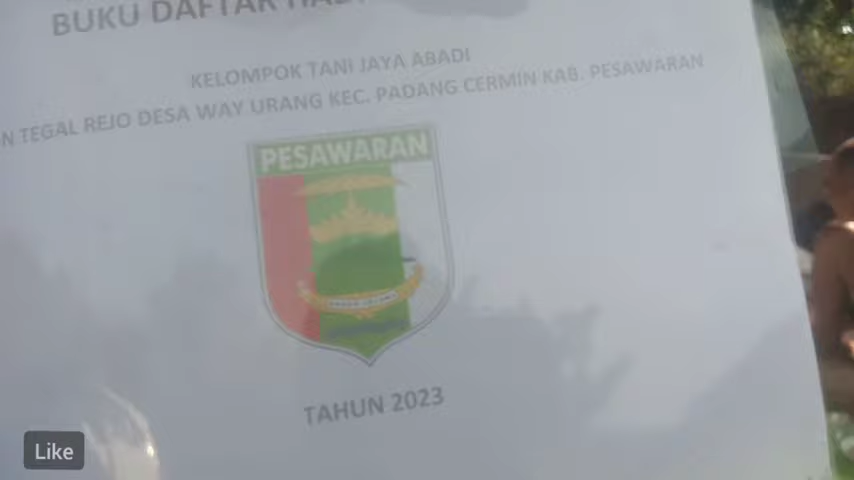 BUKU DAFTAR
KELOMPOK TANI JAYA ABADI
N TEGAL REJO DESA WAY URANG KEC. PADANG CERMIN KAB. PESAWARAN
PESAWARAN
TAHUN 2023
Like